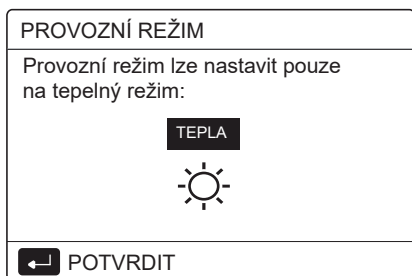 PROVOZNÍ REŽIM
Provozní režim lze nastavit pouze
na tepelný režim:
TEPLA
POTVRDIT